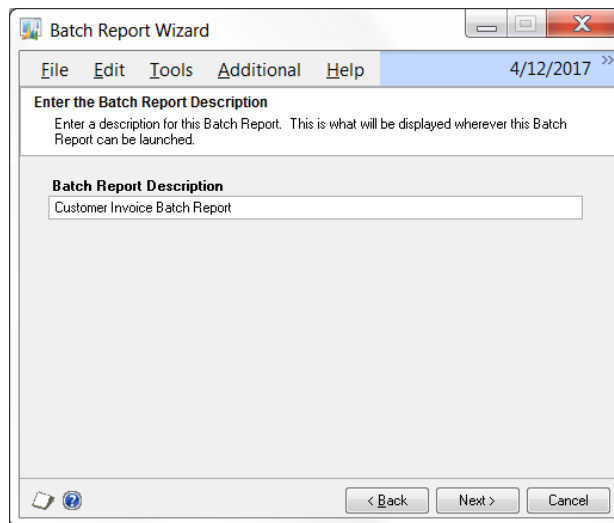 Batch Report Wizard
File Edit Tools Additional Help 4/12/2017 »
Enter the Batch Report Description
Enter a description for this Batch Report. This is what will be displayed wherever this Batch
Report can be launched.
Batch Report Description
Customer Invoice Batch Report
< Back Next > Cancel